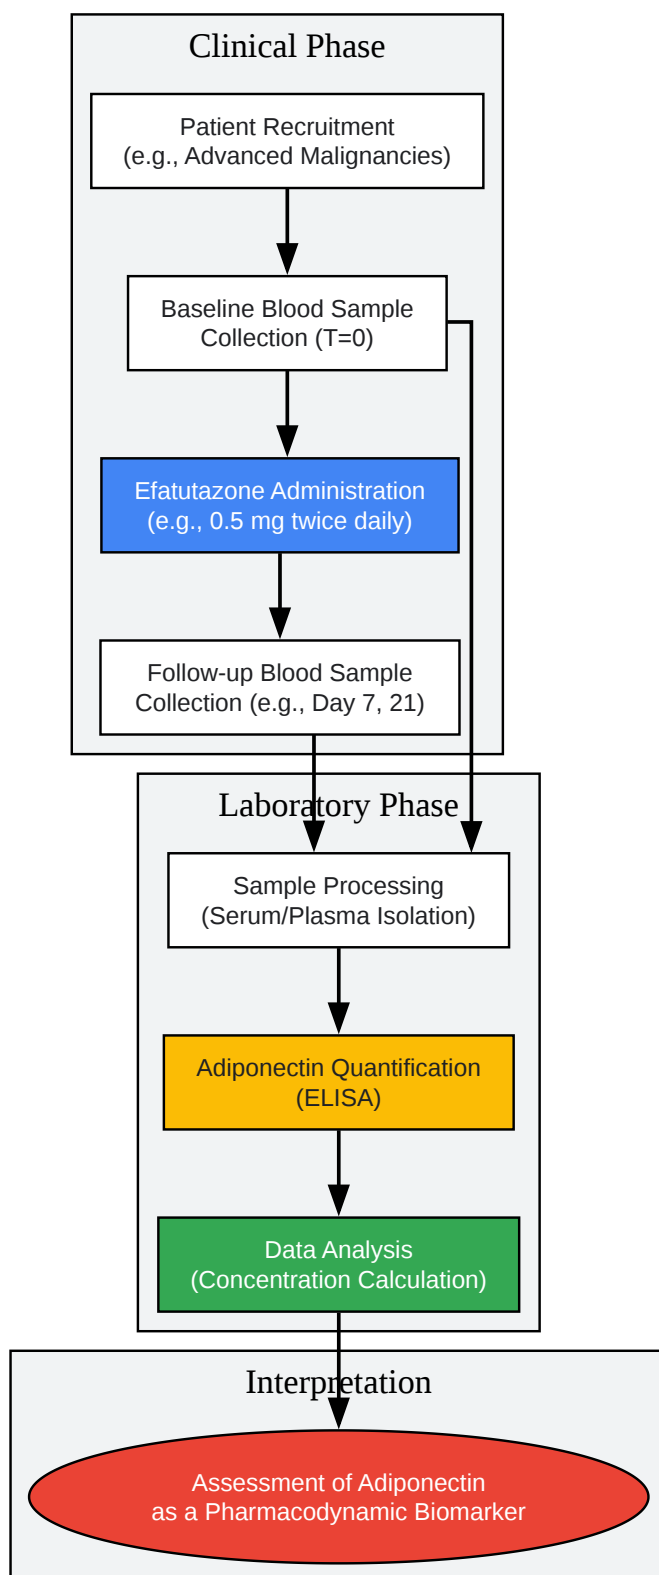 Clinical Phase
Patient Recruitment
(e.g., Advanced Malignancies)
Baseline Blood Sample
Collection (T=0)
Efatutazone Administration
(e.g., 0.5 mg twice daily)
Follow-up Blood Sample
Collection (e.g., Day 7, 21)
Laboratory Phase
Sample Processing
(Serum/Plasma Isolation)
Adiponectin Quantification
(ELISA)
Data Analysis
(Concentration Calculation)
Interpretation
Assessment of Adiponectin
as a Pharmacodynamic Biomarker